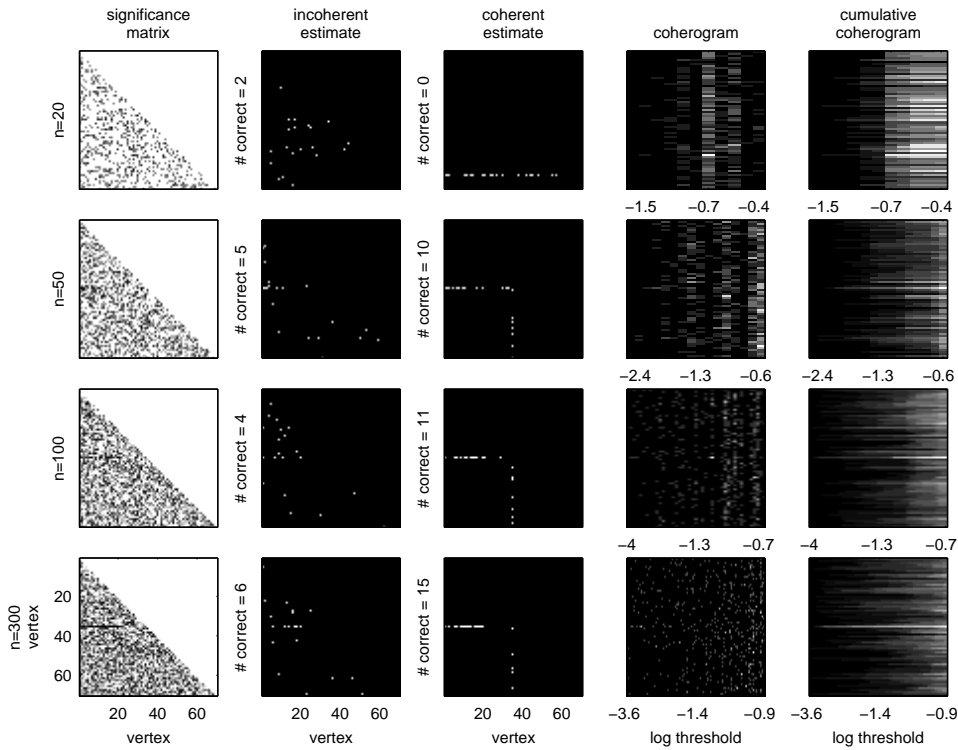 significance
matrix
incoherent
estimate
coherent
estimate
coherogram
cumulative
coherogram
n=20
# correct = 2
# correct = 0
−1.5 −0.7 −0.4
−1.5 −0.7 −0.4
n=50
# correct = 5
# correct = 10
−2.4 −1.3 −0.6
−2.4 −1.3 −0.6
n=100
# correct = 4
# correct = 11
−4 −1.3 −0.7
−4 −1.3 −0.7
n=300
vertex
20
40
60
# correct = 6
# correct = 15
20 40 60
20 40 60
20 40 60
−3.6 −1.4 −0.9
−3.6 −1.4 −0.9
vertex
vertex
vertex
log threshold
log threshold